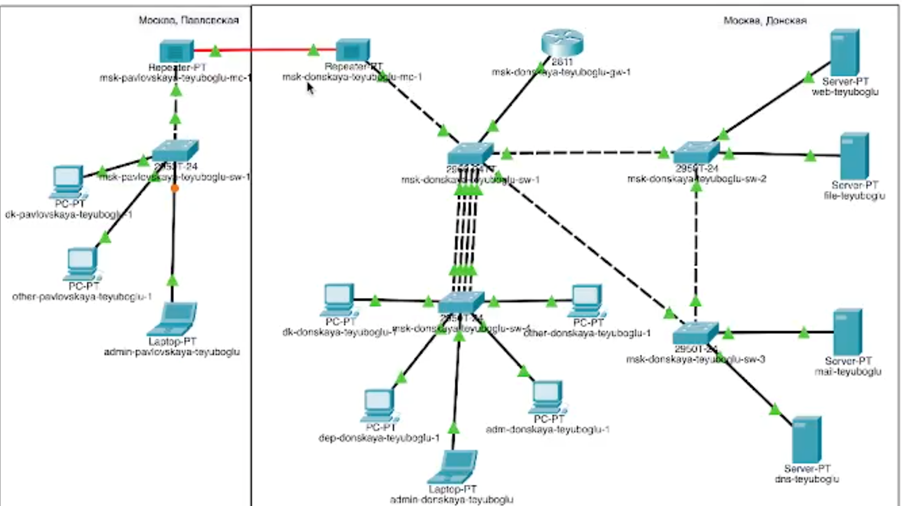 Москва, Павловская
Москва, Донская
Repeater-PT
msk-pavlovskaya-teyuboglu-mc-1
Repeater-PT
msk-donskaya-teyuboglu-mc-1
2811
msk-donskaya-teyuboglu-gw-1
Server-PT
web-teyuboglu
2950T-24
msk-pavlovskaya-teyuboglu-sw-1
msk-donskaya-teyuboglu-sw-1
2950T-24
msk-donskaya-teyuboglu-sw-2
Server-PT
file-teyuboglu
PC-PT
dk-pavlovskaya-teyuboglu-1
PC-PT
other-pavlovskaya-teyuboglu-1
Laptop-PT
admin-pavlovskaya-teyuboglu
PC-PT
dk-donskaya-teyuboglu-1
2950T-24
msk-donskaya-teyuboglu-sw-4
PC-PT
other-donskaya-teyuboglu-1
2950T-24
msk-donskaya-teyuboglu-sw-3
Server-PT
mail-teyuboglu
PC-PT
dep-donskaya-teyuboglu-1
PC-PT
adm-donskaya-teyuboglu-1
Laptop-PT
admin-donskaya-teyuboglu
Server-PT
dns-teyuboglu